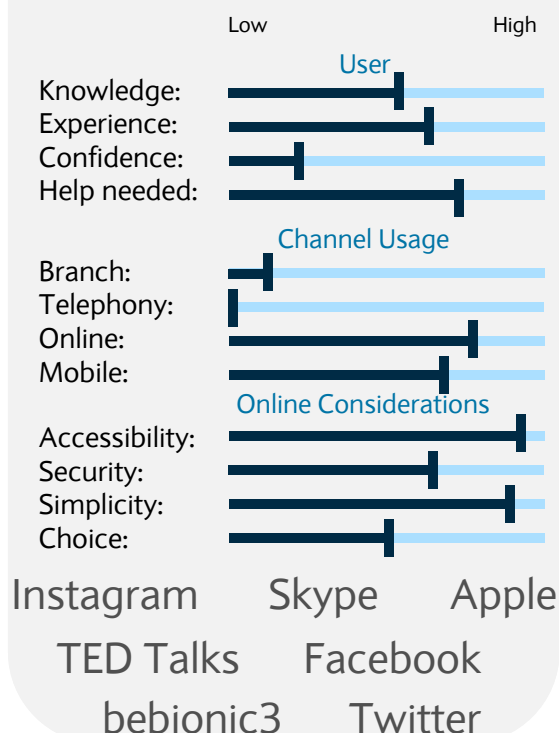 Low High
User
Knowledge:
Experience:
Confidence:
Help needed:
Channel Usage
Branch:
Telephony:
Online:
Mobile:
Online Considerations
Accessibility:
Security:
Simplicity:
Choice:
Instagram Skype Apple
TED Talks Facebook
bebionic3 Twitter